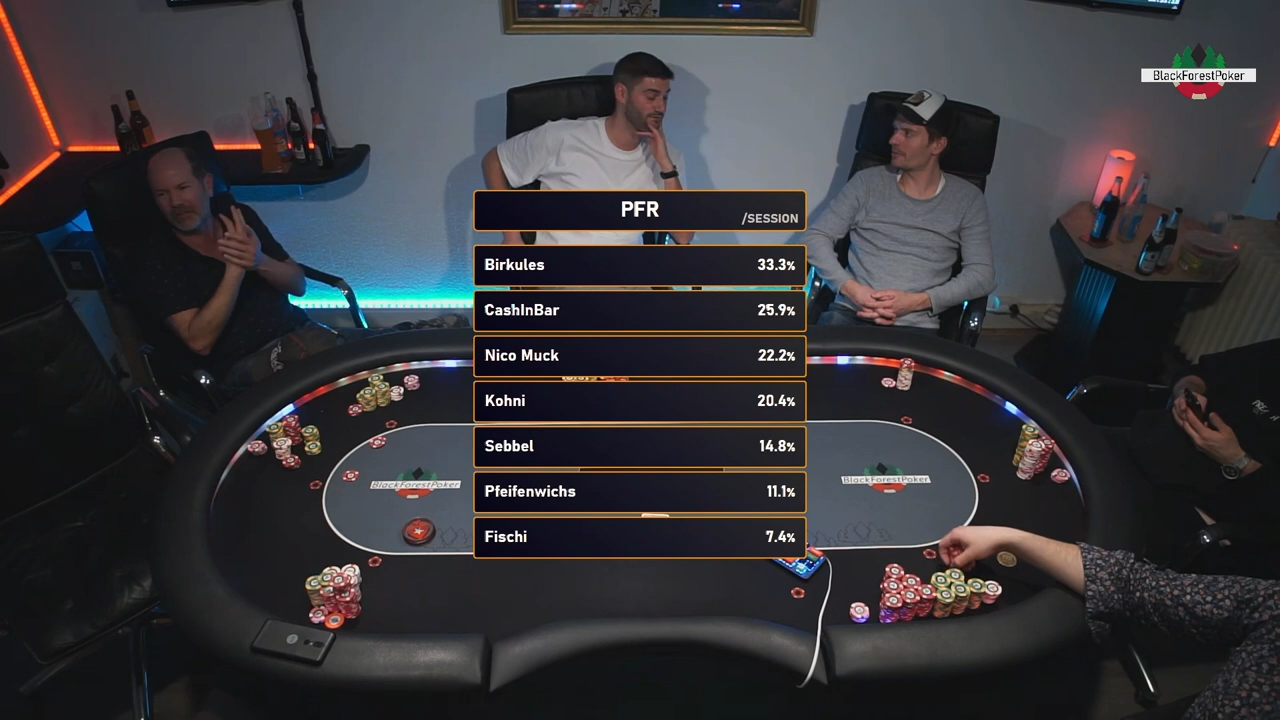 BlackForestPoker
PFR
/SESSION
Birkules 33.3%
CashInBar 25.9%
Nico Muck 22.2%
Kohni 20.4%
Sebbel 14.8%
Pfeifenwichs 11.1%
Fischi 7.4%
BlackForestPoker
BlackForestPoker